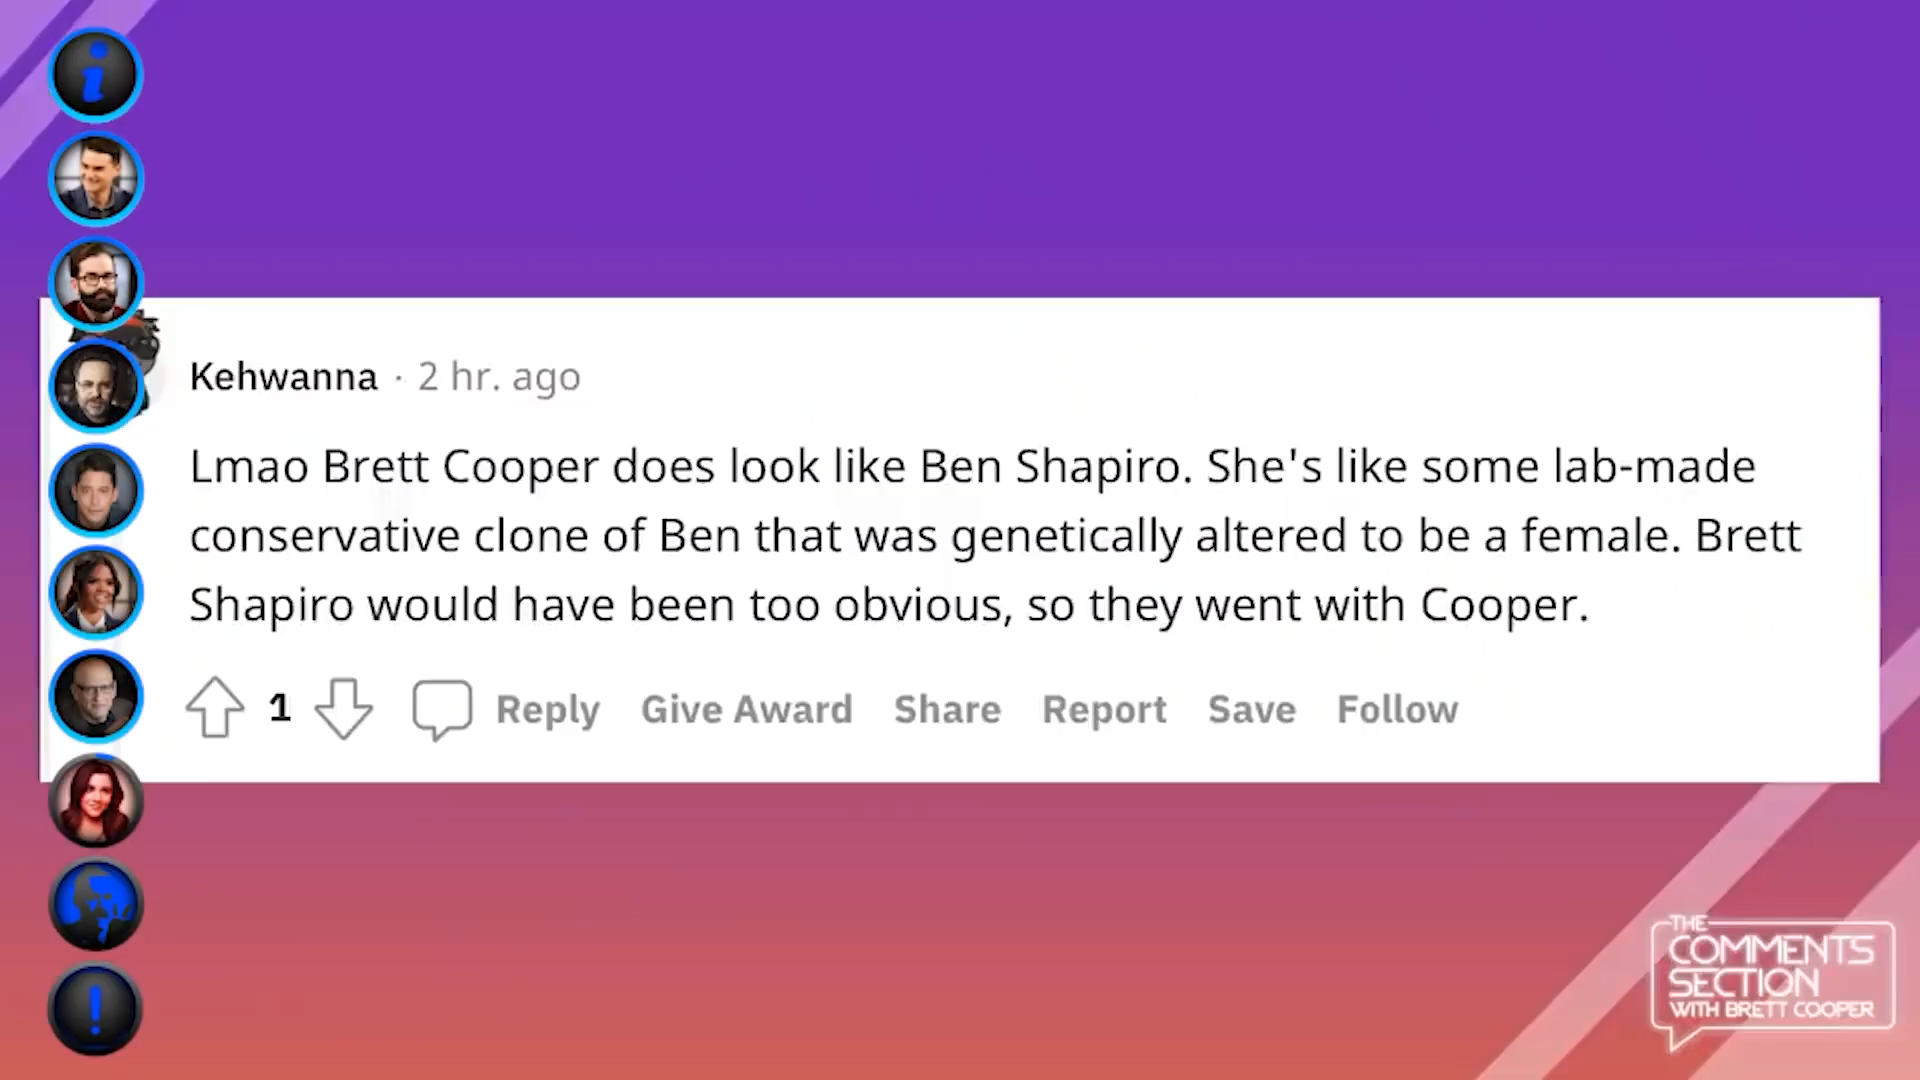 Kehwanna · 2 hr. ago
Lmao Brett Cooper does look like Ben Shapiro. She's like some lab-made
conservative clone of Ben that was genetically altered to be a female. Brett
Shapiro would have been too obvious, so they went with Cooper.
1 Reply Give Award Share Report Save Follow
THE
COMMENTS
SECTION
WITH BRETT COOPER
i
!